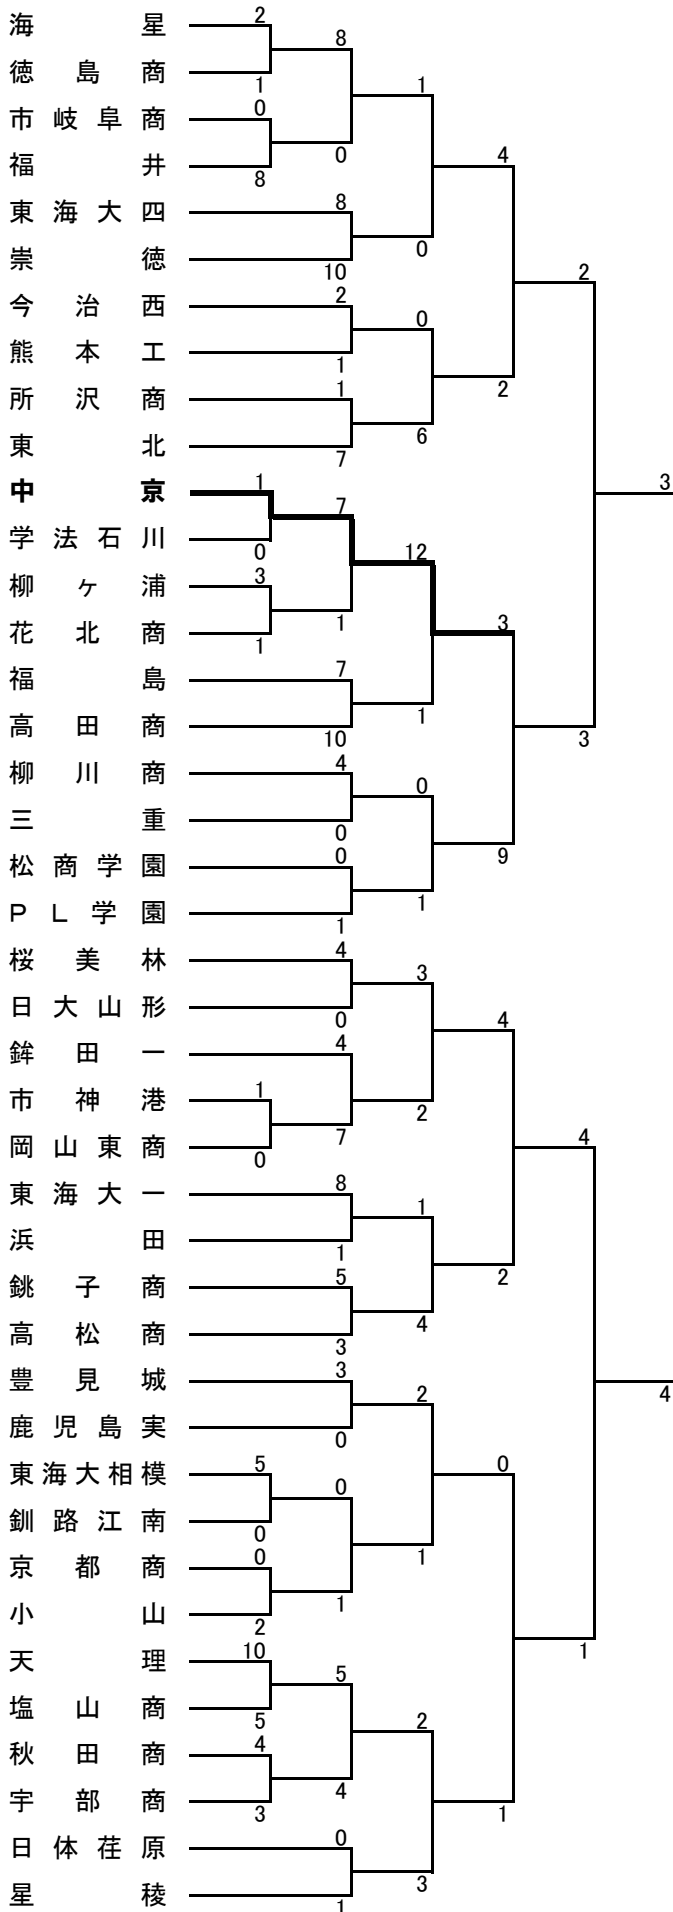 海星 2 8
徳島商 1 1
市岐阜商 0
福井 8 0 4
東海大四 8
崇徳 10 0
今治西 2 0 2
熊本工 1
所沢商 1 2
東北 7 6
中京 1 7 3
学法石川 0 12
柳ヶ浦 3
花北商 1 1 3
福島 7
高田商 10 1 3
柳川商 4 0
三重 0
松商学園 0 9
PL学園 1 1
桜美林 4 3
日大山形 0 4
鉾田一 4
市神港 1 2
岡山東商 0 7 4
東海大一 8 1
浜田 1
銚子商 5 2
高松商 3 4
豊見城 3 2 4
鹿児島実 0
東海大相模 5 0 0
釧路江南 0
京都商 0 1
小山 2 1
天理 10 5 1
塩山商 5 2
秋田商 4
宇部商 3 4 1
日体荏原 0
星稜 1 3